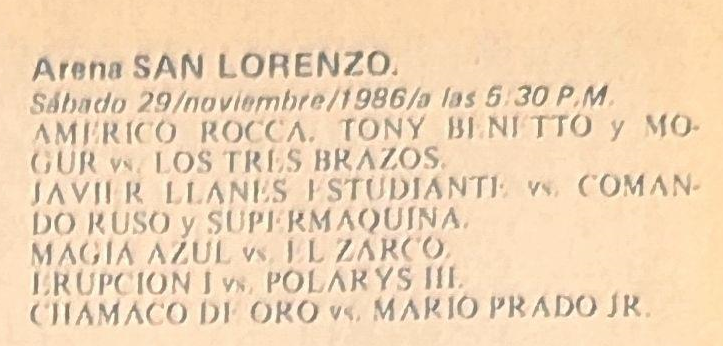 Arena SAN LORENZO.
Sábado 29/noviembre/1986/a las 5:30 P.M.
AMERICO ROCCA, TONY BENETTO y MO-
GUR vs. LOS TRES BRAZOS.
JAVIER LLANES ESTUDIANTE vs. COMAN-
DO RUSO y SUPERMAQUINA.
MAGIA AZUL vs. EL ZARCO.
ERUPCION I vs. POLARYS III.
CHAMACO DE ORO vs. MARIO PRADO JR.